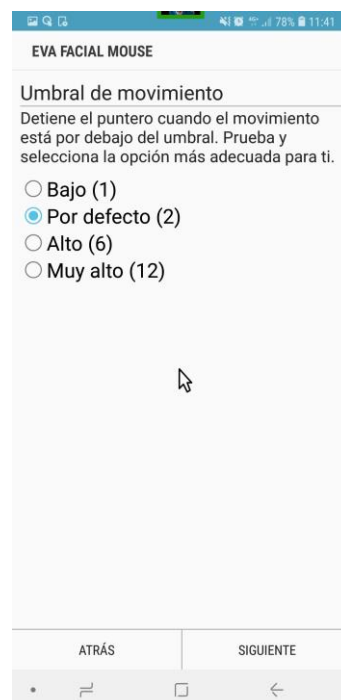 78% 11:41
EVA FACIAL MOUSE
Umbral de movimiento
Detiene el puntero cuando el movimiento
está por debajo del umbral. Prueba y
selecciona la opción más adecuada para ti.
Bajo (1)
Por defecto (2)
Alto (6)
Muy alto (12)
ATRÁS SIGUIENTE